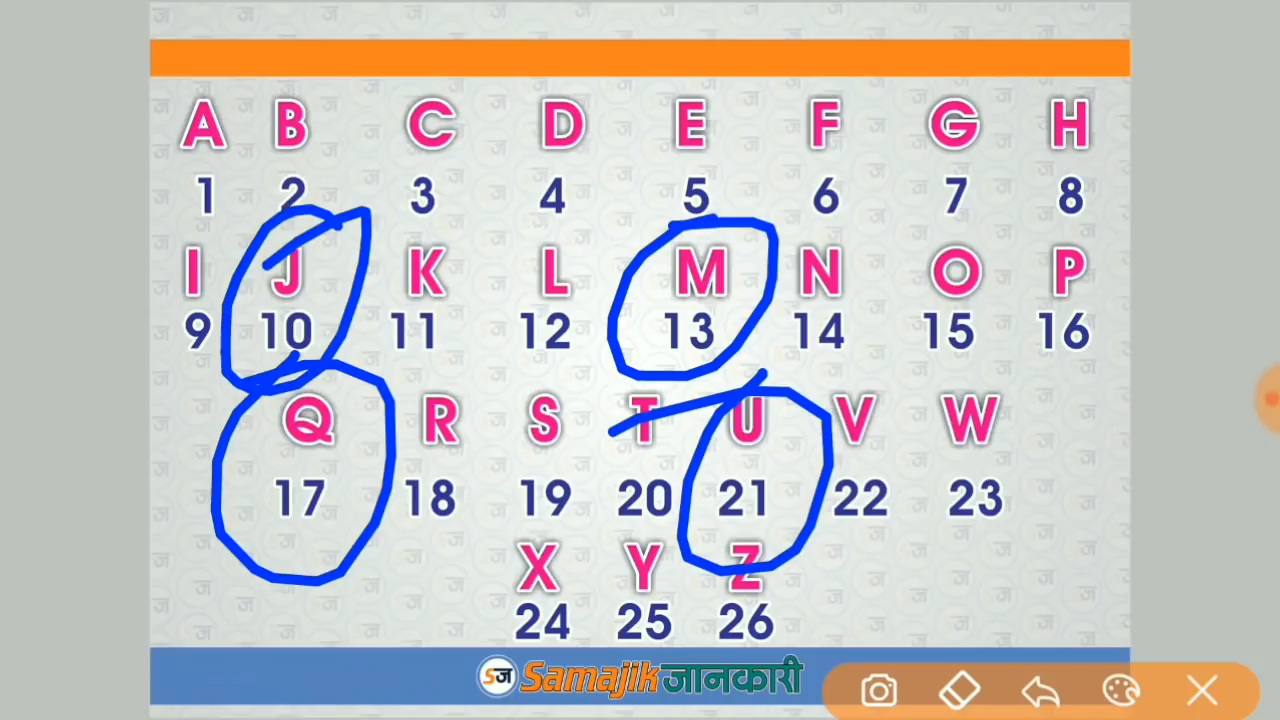 A B C D E F G H
1 2 3 4 5 6 7 8
I J K L M N O P
9 10 11 12 13 14 15 16
Q R S T U V W
17 18 19 20 21 22 23
X Y Z
24 25 26
sज Samajik जानकारी